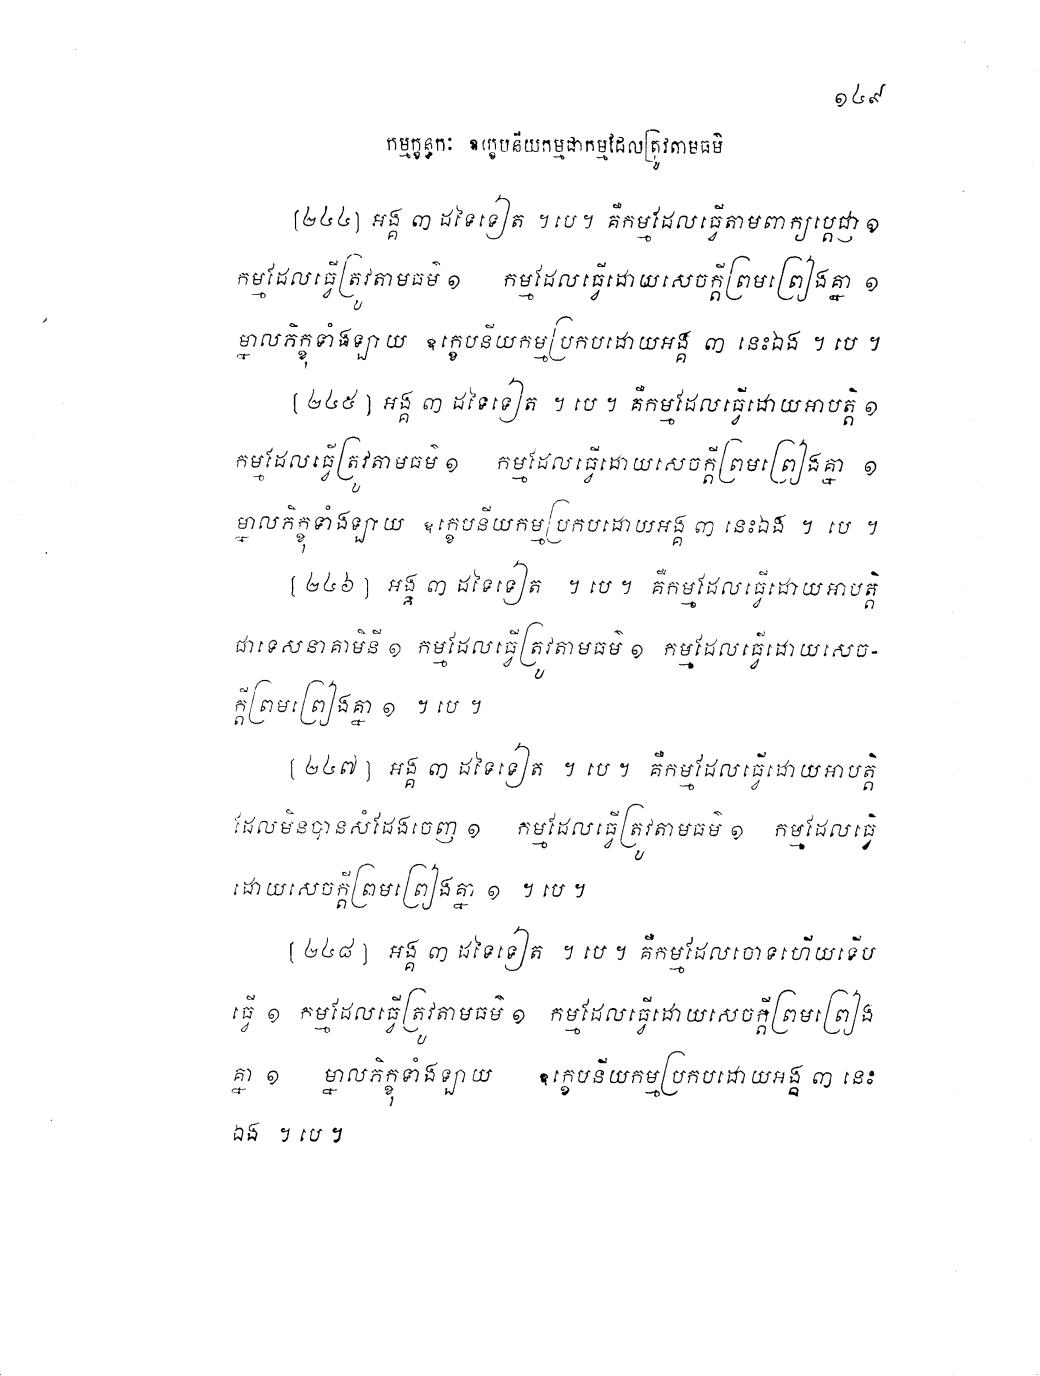 ១៤៩
កម្មក្ខន្ធកៈ ឧក្ខេបនីយកម្មជាកម្មដែលត្រូវតាមធម៌
[២៤៤] អង្គ ៣ ដទៃទៀត ។ បេ ។ គឺកម្មដែលធ្វើតាមពាក្យប្តេជ្ញា ១
កម្មដែលធ្វើត្រូវតាមធម៌ ១ កម្មដែលធ្វើដោយសេចក្តីព្រមព្រៀងគ្នា ១
ម្នាលភិក្ខុទាំងឡាយ ឧក្ខេបនីយកម្មប្រកបដោយអង្គ ៣ នេះឯង ។ បេ ។
[២៤៥] អង្គ ៣ ដទៃទៀត ។ បេ ។ គឺកម្មដែលធ្វើដោយអាបត្តិ ១
កម្មដែលធ្វើត្រូវតាមធម៌ ១ កម្មដែលធ្វើដោយសេចក្តីព្រមព្រៀងគ្នា ១
ម្នាលភិក្ខុទាំងឡាយ ឧក្ខេបនីយកម្មប្រកបដោយអង្គ ៣ នេះឯង ។ បេ ។
[២៤៦] អង្គ ៣ ដទៃទៀត ។ បេ ។ គឺកម្មដែលធ្វើដោយអាបត្តិ
ជាទេសនាគាមិនី ១ កម្មដែលធ្វើត្រូវតាមធម៌ ១ កម្មដែលធ្វើដោយសេច-
ក្តីព្រមព្រៀងគ្នា ១ ។ បេ ។
[២៤៧] អង្គ ៣ ដទៃទៀត ។ បេ ។ គឺកម្មដែលធ្វើដោយអាបត្តិ
ដែលមិនបានសំដែងចេញ ១ កម្មដែលធ្វើត្រូវតាមធម៌ ១ កម្មដែលធ្វើ
ដោយសេចក្តីព្រមព្រៀងគ្នា ១ ។ បេ ។
[២៤៨] អង្គ ៣ ដទៃទៀត ។ បេ ។ គឺកម្មដែលចោទហើយទើប
ធ្វើ ១ កម្មដែលធ្វើត្រូវតាមធម៌ ១ កម្មដែលធ្វើដោយសេចក្តីព្រមព្រៀង
គ្នា ១ ម្នាលភិក្ខុទាំងឡាយ ឧក្ខេបនីយកម្មប្រកបដោយអង្គ ៣ នេះ
ឯង ។ បេ ។